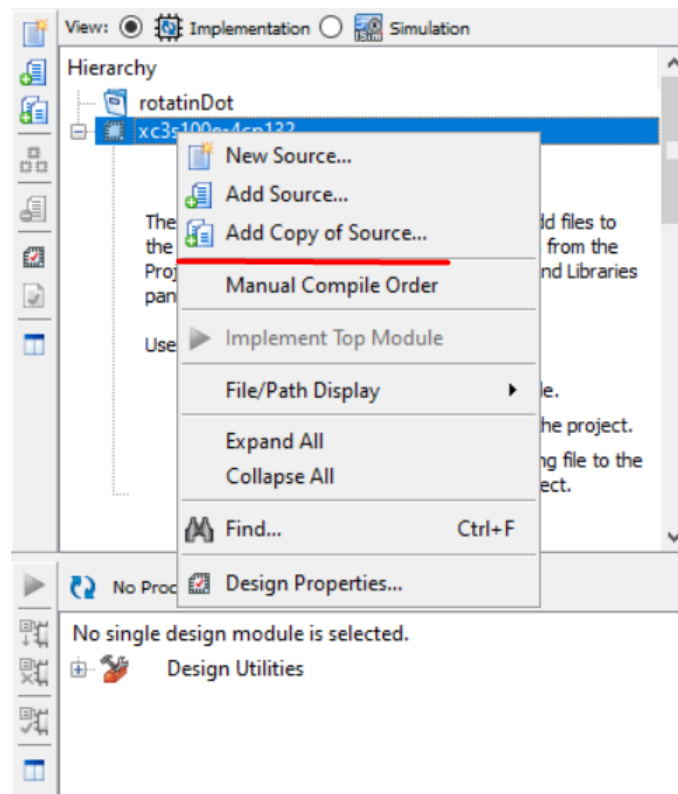 View: Implementation Simulation
Hierarchy
rotatinDot
xc3s100e-4cp132
New Source...
Add Source...
Add Copy of Source...
Manual Compile Order
Implement Top Module
File/Path Display
Expand All
Collapse All
Find... Ctrl+F
Design Properties...
The dd files to
the from the
Proj nd Libraries
pan
Use
le.
he project.
ng file to the
ect.
No Proc
No single design module is selected.
Design Utilities